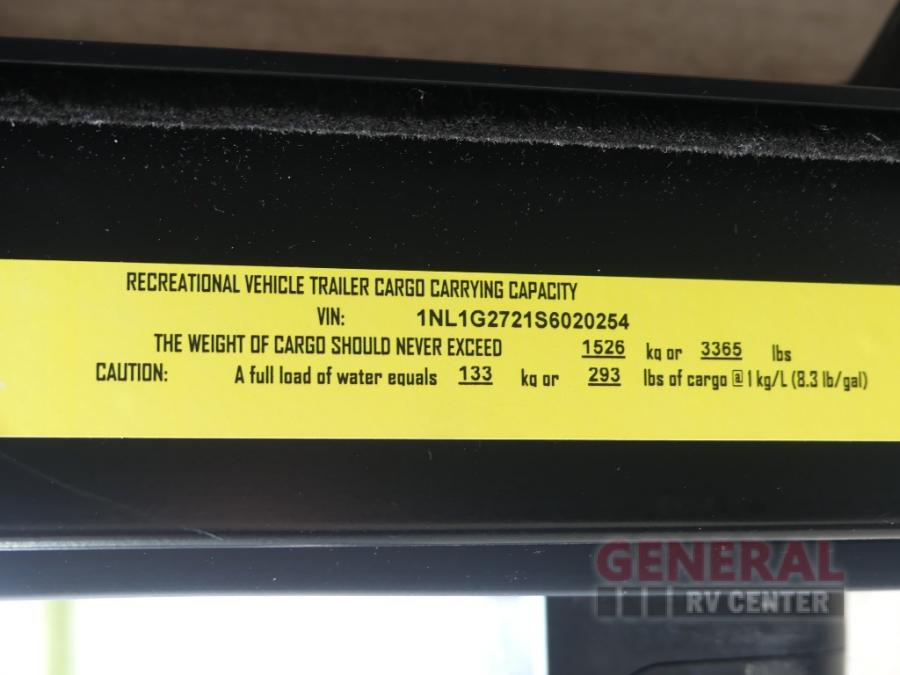 RECREATIONAL VEHICLE TRAILER CARGO CARRYING CAPACITY
VIN: 1NL1G2721S6020254
THE WEIGHT OF CARGO SHOULD NEVER EXCEED 1526 kg or 3365 lbs
CAUTION: A full load of water equals 133 kg or 293 lbs of cargo @ 1 kg/L (8.3 lb/gal)
GENERAL
RV CENTER